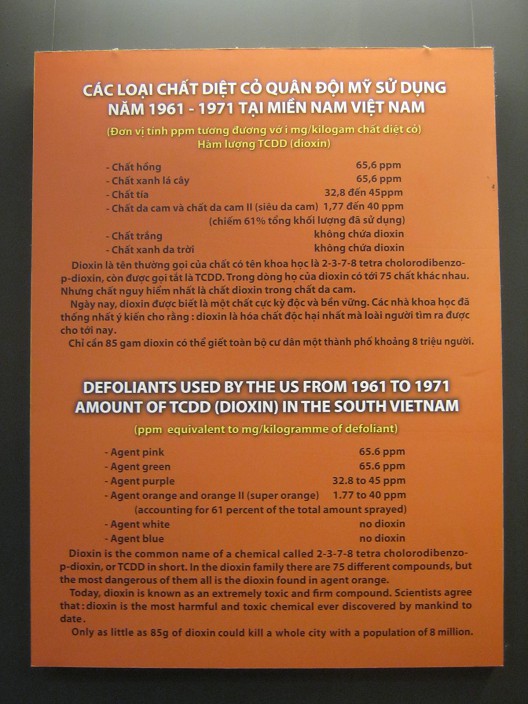 CÁC LOẠI CHẤT DIỆT CỎ QUÂN ĐỘI MỸ SỬ DỤNG
NĂM 1961 - 1971 TẠI MIỀN NAM VIỆT NAM
(Đơn vị tính ppm tương đương vớ i mg/kilogam chất diệt cỏ)
Hàm lượng TCDD (dioxin)
- Chất hồng 65,6 ppm
- Chất xanh lá cây 65,6 ppm
- Chất tía 32,8 đến 45ppm
- Chất da cam và chất da cam II (siêu da cam) 1,77 đến 40 ppm
(chiếm 61% tổng khối lượng đã sử dụng)
- Chất trắng không chứa dioxin
- Chất xanh da trời không chứa dioxin
Dioxin là tên thường gọi của chất có tên khoa học là 2-3-7-8 tetra cholorodibenzo-
p-dioxin, còn được gọi tắt là TCDD. Trong dòng họ của dioxin có tới 75 chất khác nhau.
Nhưng chất nguy hiểm nhất là chất dioxin trong chất da cam.
Ngày nay, dioxin được biết là một chất cực kỳ độc và bền vững. Các nhà khoa học đã
thống nhất ý kiến cho rằng : dioxin là hóa chất độc hại nhất mà loài người tìm ra được
cho tới nay.
Chỉ cần 85 gam dioxin có thể giết toàn bộ cư dân một thành phố khoảng 8 triệu người.
DEFOLIANTS USED BY THE US FROM 1961 TO 1971
AMOUNT OF TCDD (DIOXIN) IN THE SOUTH VIETNAM
(ppm equivalent to mg/kilogramme of defoliant)
- Agent pink 65.6 ppm
- Agent green 65.6 ppm
- Agent purple 32.8 to 45 ppm
- Agent orange and orange II (super orange) 1.77 to 40 ppm
(accounting for 61 percent of the total amount sprayed)
- Agent white no dioxin
- Agent blue no dioxin
Dioxin is the common name of a chemical called 2-3-7-8 tetra cholorodibenzo-
p-dioxin, or TCDD in short. In the dioxin family there are 75 different compounds, but
the most dangerous of them all is the dioxin found in agent orange.
Today, dioxin is known as an extremely toxic and firm compound. Scientists agree
that : dioxin is the most harmful and toxic chemical ever discovered by mankind to
date.
Only as little as 85g of dioxin could kill a whole city with a population of 8 million.